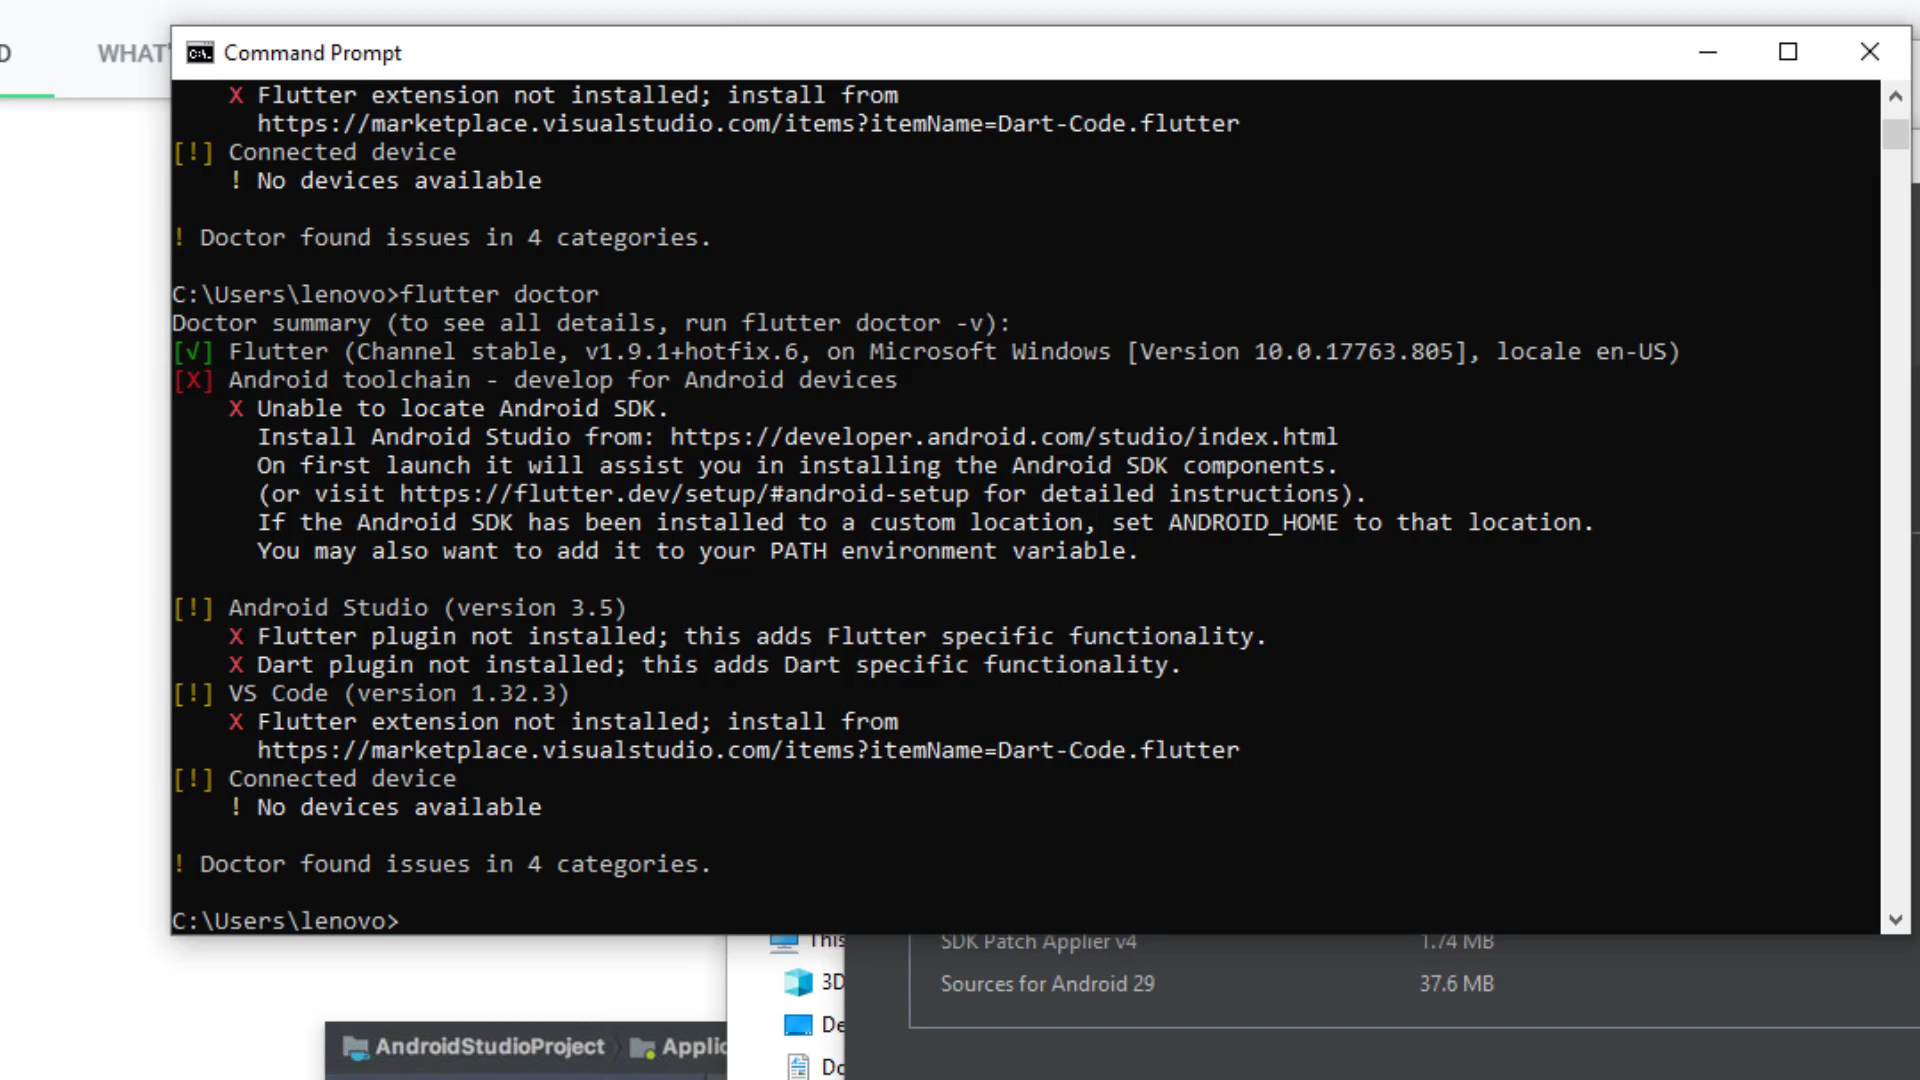 D
WHAT'
Command Prompt
X Flutter extension not installed; install from
https://marketplace.visualstudio.com/items?itemName=Dart-Code.flutter
[!] Connected device
! No devices available
! Doctor found issues in 4 categories.
C:\Users\lenovo>flutter doctor
Doctor summary (to see all details, run flutter doctor -v):
[√] Flutter (Channel stable, v1.9.1+hotfix.6, on Microsoft Windows [Version 10.0.17763.805], locale en-US)
[X] Android toolchain - develop for Android devices
X Unable to locate Android SDK.
Install Android Studio from: https://developer.android.com/studio/index.html
On first launch it will assist you in installing the Android SDK components.
(or visit https://flutter.dev/setup/#android-setup for detailed instructions).
If the Android SDK has been installed to a custom location, set ANDROID_HOME to that location.
You may also want to add it to your PATH environment variable.
[!] Android Studio (version 3.5)
X Flutter plugin not installed; this adds Flutter specific functionality.
X Dart plugin not installed; this adds Dart specific functionality.
[!] VS Code (version 1.32.3)
X Flutter extension not installed; install from
https://marketplace.visualstudio.com/items?itemName=Dart-Code.flutter
[!] Connected device
! No devices available
! Doctor found issues in 4 categories.
C:\Users\lenovo>
This
SDK Patch Applier v4 1.74 MB
3D
Sources for Android 29 37.6 MB
De
AndroidStudioProject Applic
Do